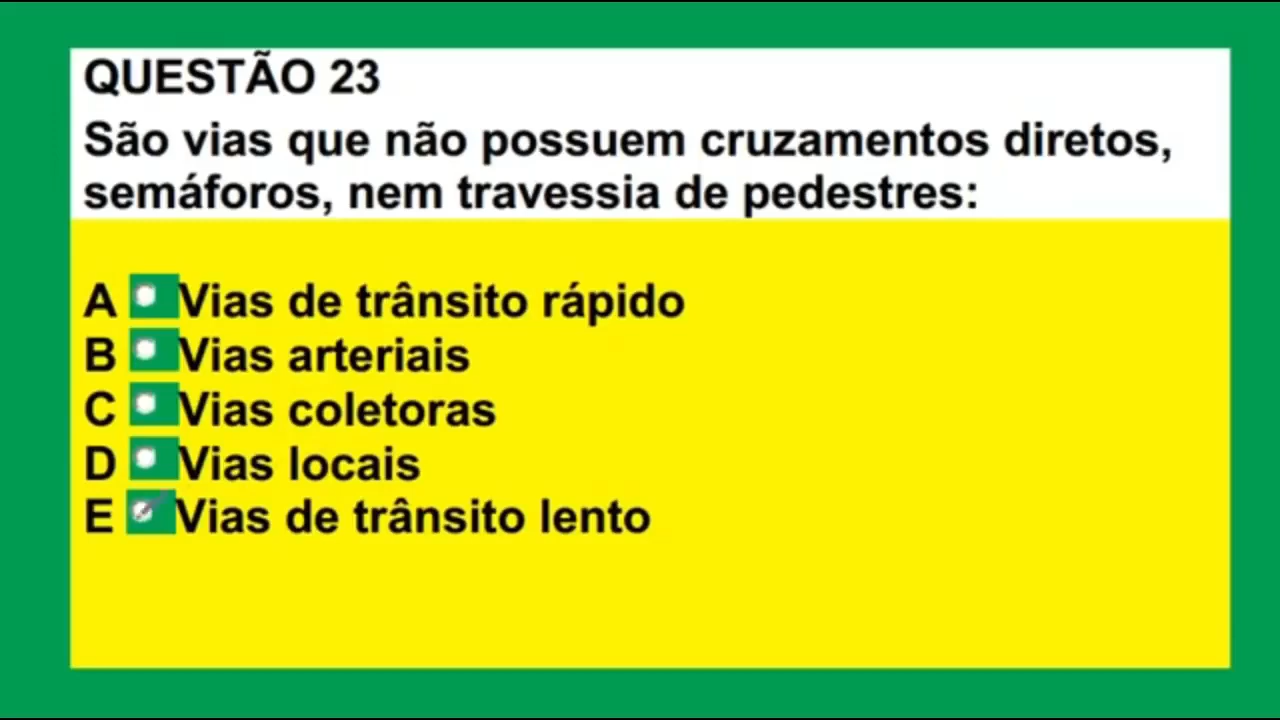 QUESTÃO 23
São vias que não possuem cruzamentos diretos,
semáforos, nem travessia de pedestres:
A Vias de trânsito rápido
B Vias arteriais
C Vias coletoras
D Vias locais
E Vias de trânsito lento